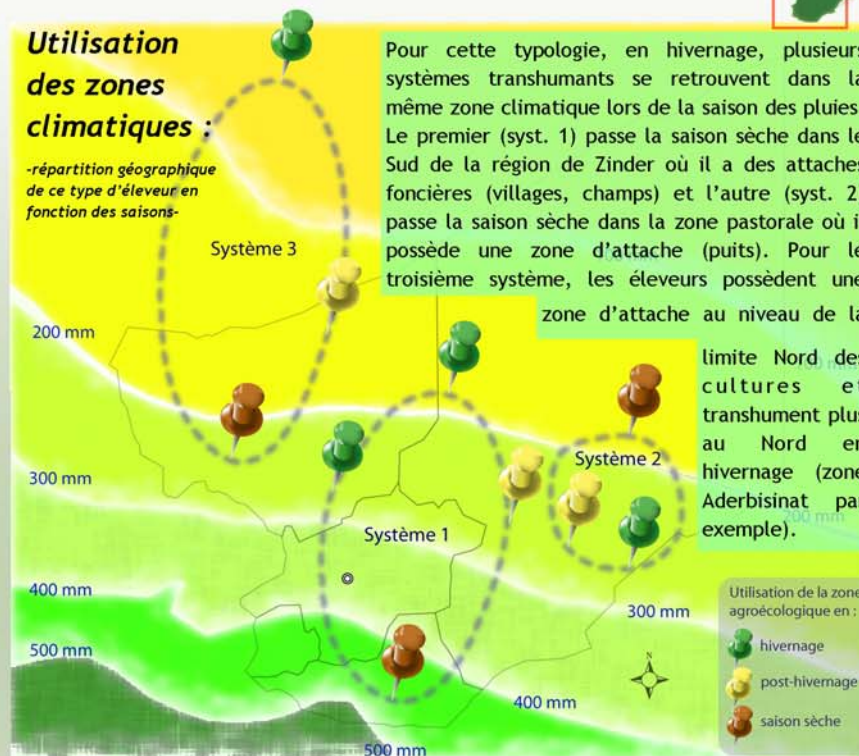 Utilisation
des zones
climatiques :
-répartition géographique
de ce type d'éleveur en
fonction des saisons-
Pour cette typologie, en hivernage, plusieurs
systèmes transhumants se retrouvent dans la
même zone climatique lors de la saison des pluies
Le premier (syst. 1) passe la saison sèche dans le
Sud de la région de Zinder où il a des attaches
foncières (villages, champs) et l'autre (syst. 2
passe la saison sèche dans la zone pastorale où i
possède une zone d'attache (puits). Pour le
troisième système, les éleveurs possèdent une
zone d'attache au niveau de la
limite Nord des
cultures et
transhument plus
au Nord en
hivernage (zone
Aderbisinat pa
exemple).
Système 3
200 mm
300 mm
Système 2
Système 1
200 mm
400 mm
300 mm
500 mm
400 mm
500 mm
N
Utilisation de la zone
agroécologique en :
hivernage
post-hivernage
saison sèche